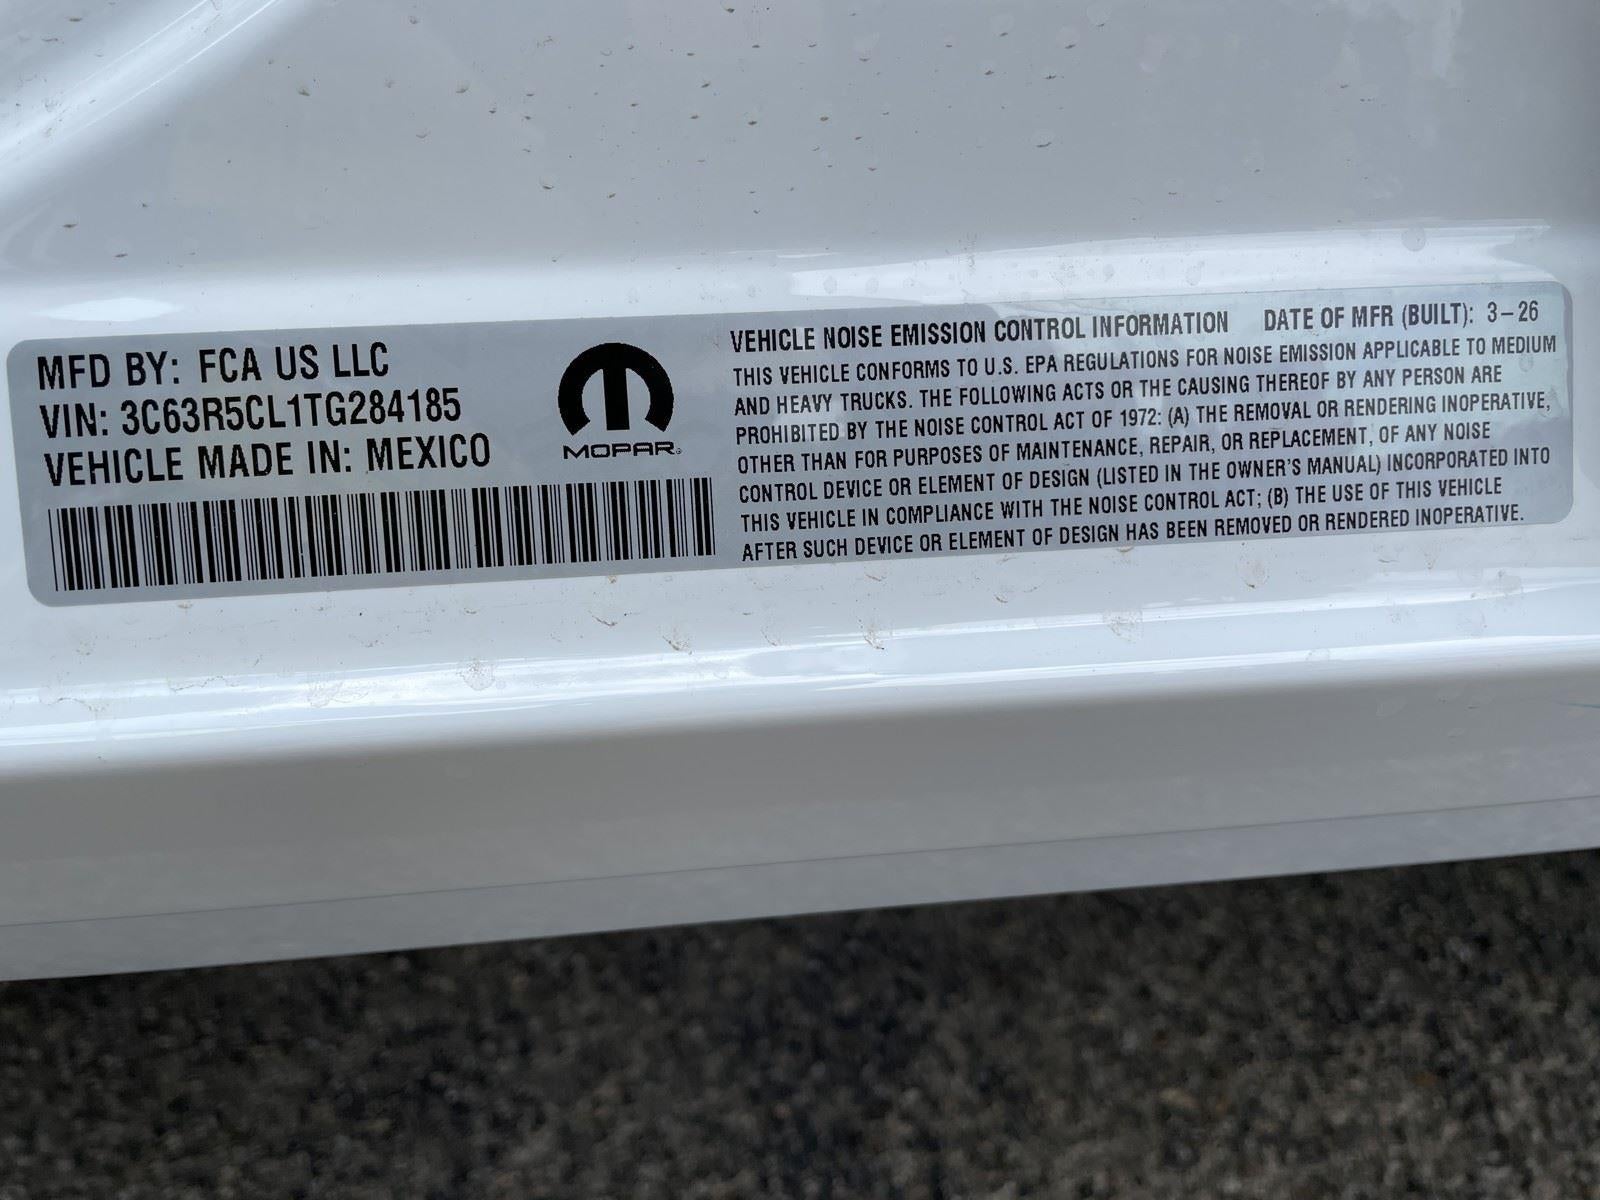 MFD BY: FCA US LLC
VIN: 3C63R5CL1TG284185
VEHICLE MADE IN: MEXICO
MOPAR®
VEHICLE NOISE EMISSION CONTROL INFORMATION DATE OF MFR (BUILT): 3-26
THIS VEHICLE CONFORMS TO U.S. EPA REGULATIONS FOR NOISE EMISSION APPLICABLE TO MEDIUM
AND HEAVY TRUCKS. THE FOLLOWING ACTS OR THE CAUSING THEREOF BY ANY PERSON ARE
PROHIBITED BY THE NOISE CONTROL ACT OF 1972: (A) THE REMOVAL OR RENDERING INOPERATIVE,
OTHER THAN FOR PURPOSES OF MAINTENANCE, REPAIR, OR REPLACEMENT, OF ANY NOISE
CONTROL DEVICE OR ELEMENT OF DESIGN (LISTED IN THE OWNER'S MANUAL) INCORPORATED INTO
THIS VEHICLE IN COMPLIANCE WITH THE NOISE CONTROL ACT; (B) THE USE OF THIS VEHICLE
AFTER SUCH DEVICE OR ELEMENT OF DESIGN HAS BEEN REMOVED OR RENDERED INOPERATIVE.